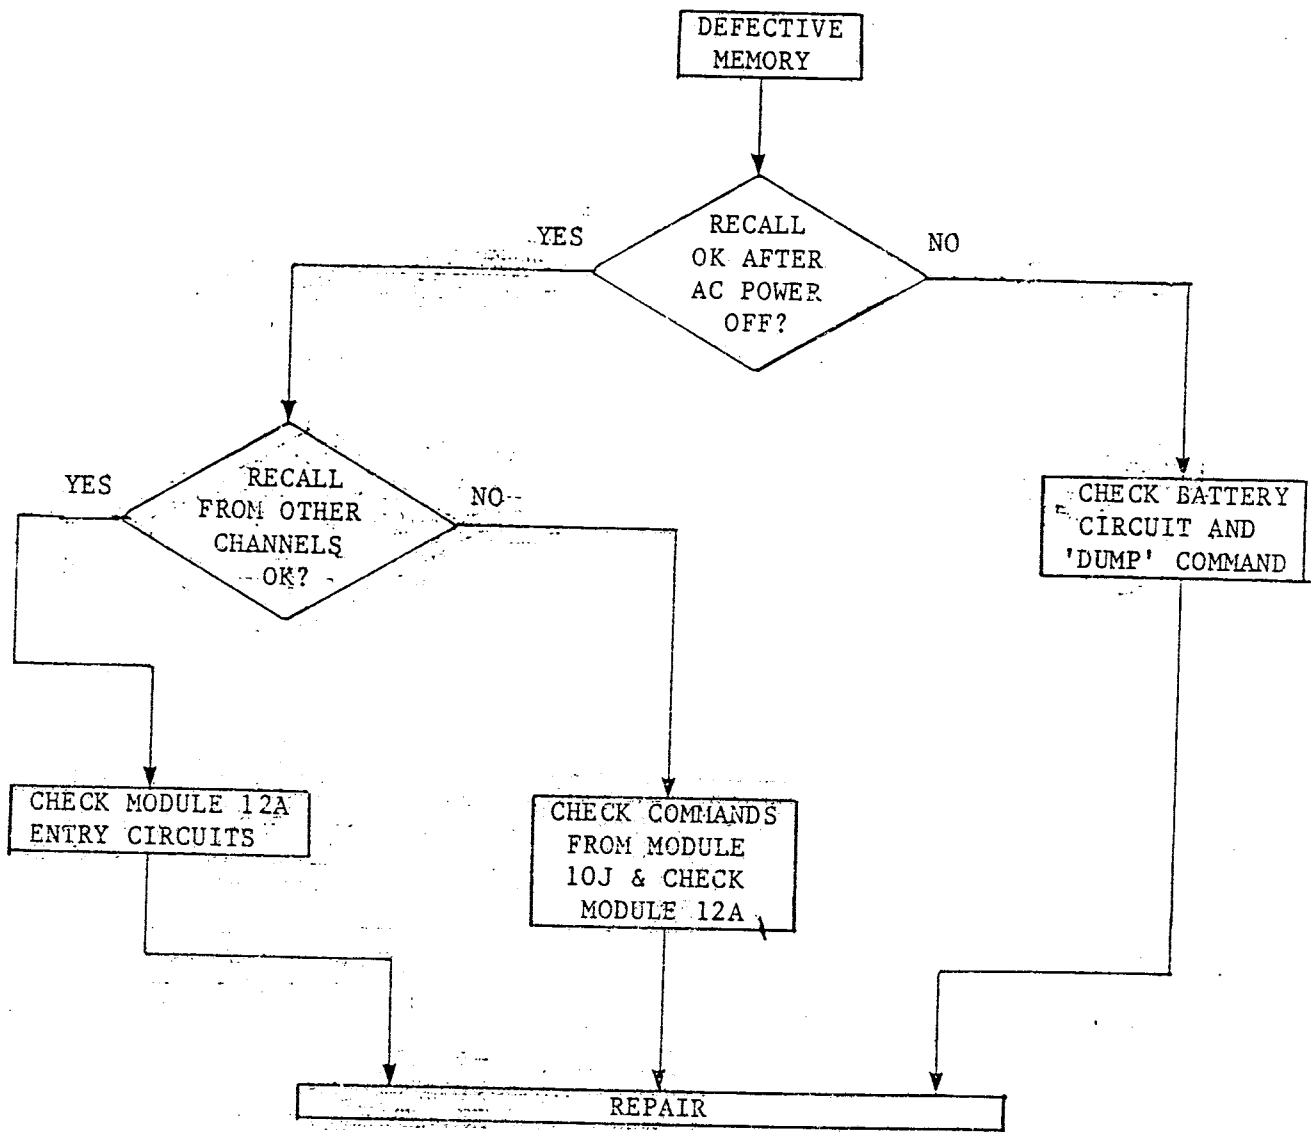 DEFECTIVE
MEMORY
RECALL
OK AFTER
AC POWER
OFF?
YES
NO
RECALL
FROM OTHER
CHANNELS
OK?
YES
NO
CHECK BATTERY
CIRCUIT AND
'DUMP' COMMAND
CHECK MODULE 12A
ENTRY CIRCUITS
CHECK COMMANDS
FROM MODULE
10J & CHECK
MODULE 12A
REPAIR